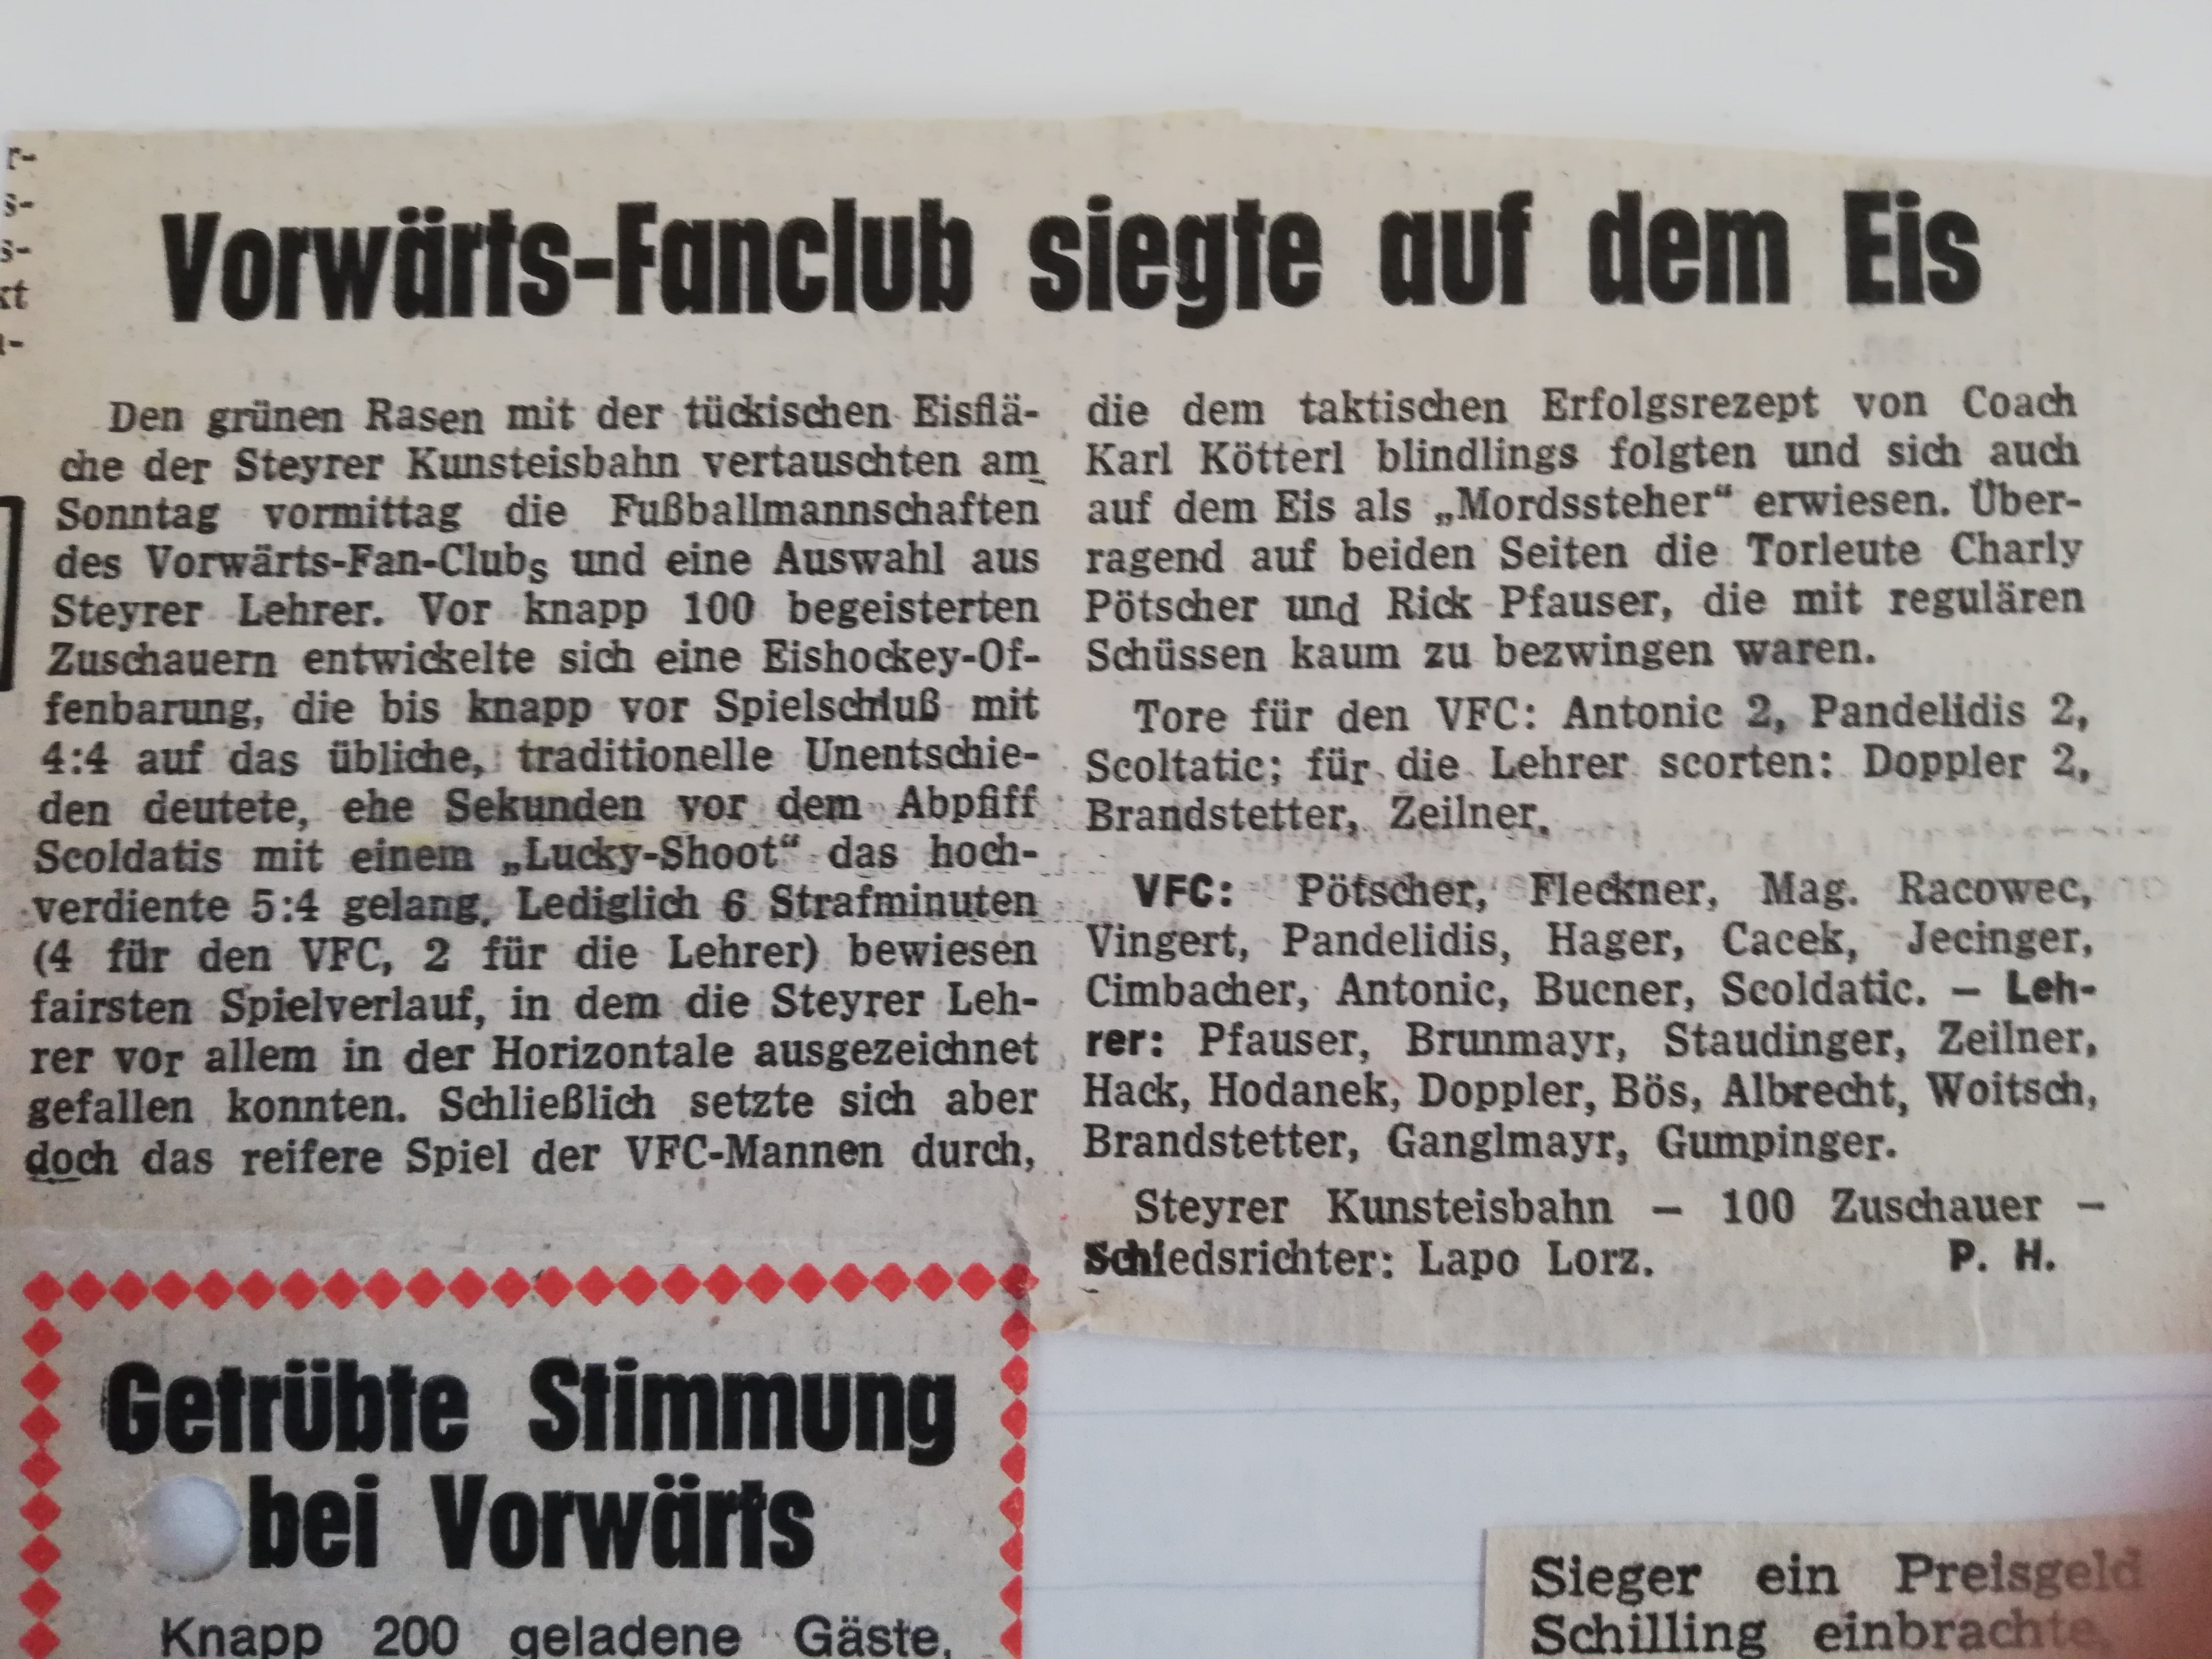 r-
s-
s-
kt
Vorwärts-Fanclub siegte auf dem Eis
Den grünen Rasen mit der tückischen Eisflä-
che der Steyrer Kunsteisbahn vertauschten am
Sonntag vormittag die Fußballmannschaften
des Vorwärts-Fan-Clubs und eine Auswahl aus
Steyrer Lehrer. Vor knapp 100 begeisterten
Zuschauern entwickelte sich eine Eishockey-Of-
fenbarung, die bis knapp vor Spielschluß mit
4:4 auf das übliche, traditionelle Unentschie-
den deutete, ehe Sekunden vor dem Abpfiff
Scoldatis mit einem „Lucky-Shoot“ das hoch-
verdiente 5:4 gelang. Lediglich 6 Strafminuten
(4 für den VFC, 2 für die Lehrer) bewiesen
fairsten Spielverlauf, in dem die Steyrer Leh-
rer vor allem in der Horizontale ausgezeichnet
gefallen konnten. Schließlich setzte sich aber
doch das reifere Spiel der VFC-Mannen durch,
die dem taktischen Erfolgsrezept von Coach
Karl Kötterl blindlings folgten und sich auch
auf dem Eis als „Mordssteher“ erwiesen. Über-
ragend auf beiden Seiten die Torleute Charly
Pötscher und Rick Pfauser, die mit regulären
Schüssen kaum zu bezwingen waren.
Tore für den VFC: Antonic 2, Pandelidis 2,
Scoltatic; für die Lehrer scorten: Doppler 2,
Brandstetter, Zeilner.
VFC: Pötscher, Fleckner, Mag. Racowec,
Vingert, Pandelidis, Hager, Cacek, Jecinger,
Cimbacher, Antonic, Bucner, Scoldatic. – Leh-
rer: Pfauser, Brunmayr, Staudinger, Zeilner,
Hack, Hodanek, Doppler, Bös, Albrecht, Woitsch,
Brandstetter, Ganglmayr, Gumpinger.
Steyrer Kunsteisbahn – 100 Zuschauer –
Schiedsrichter: Lapo Lorz. P. H.
Getrübte Stimmung
bei Vorwärts
Knapp 200 geladene Gäste,
Sieger ein Preisgeld
Schilling einbrachte,